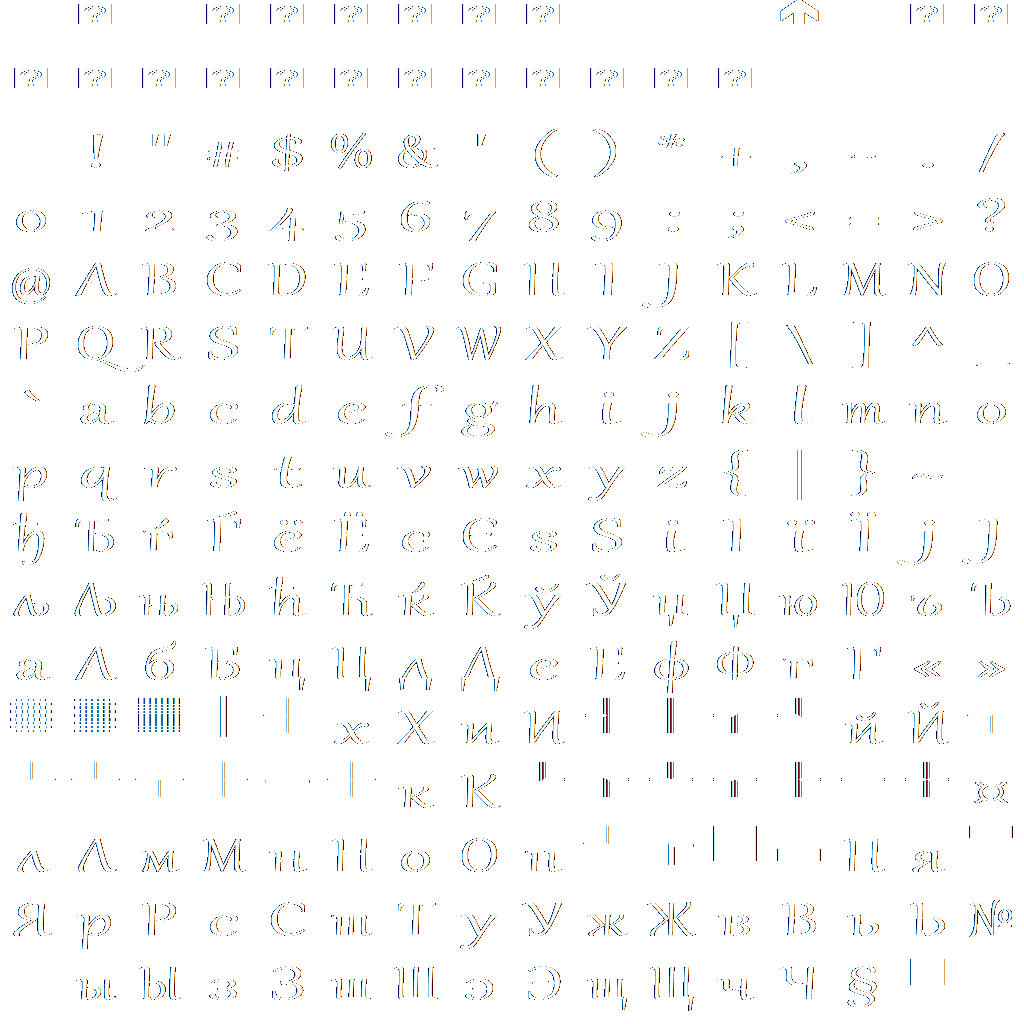 ? ? ? ? ? ? ? ? ↑ ? ?
? ? ? ? ? ? ? ? ? ? ? ?
! " # $ % & ' ( ) * + , - . /
0 1 2 3 4 5 6 7 8 9 : ; < = > ?
@ A B C D E F G H I J K L M N O
P Q R S T U V W X Y Z [ \ ] ^ _
` a b c d e f g h i j k l m n o
p q r s t u v w x y z { | } ~
ђ Ђ ѓ Ѓ ё Ё є Є ѕ Ѕ і І ї Ї ј Ј
љ Љ њ Њ ћ Ћ ќ Ќ ў Ў џ Џ ю Ю ъ Ъ
а А б Б ц Ц д Д е Е ф Ф г Г « »
░ ▒ ▓ │ ┤ х Х и И ╣ ║ ╗ ╝ й Й ┐
└ ┴ ┬ ├ ─ ┼ к К ╚ ╔ ╩ ╦ ╠ ═ ╬ ¤
л Л м М н Н о О п ┘ ┌ █ ▄ П я ▀
Я р Р с С т Т у У ж Ж в В ь Ь №
ы Ы з З ш Ш э Э щ Щ ч Ч § ■